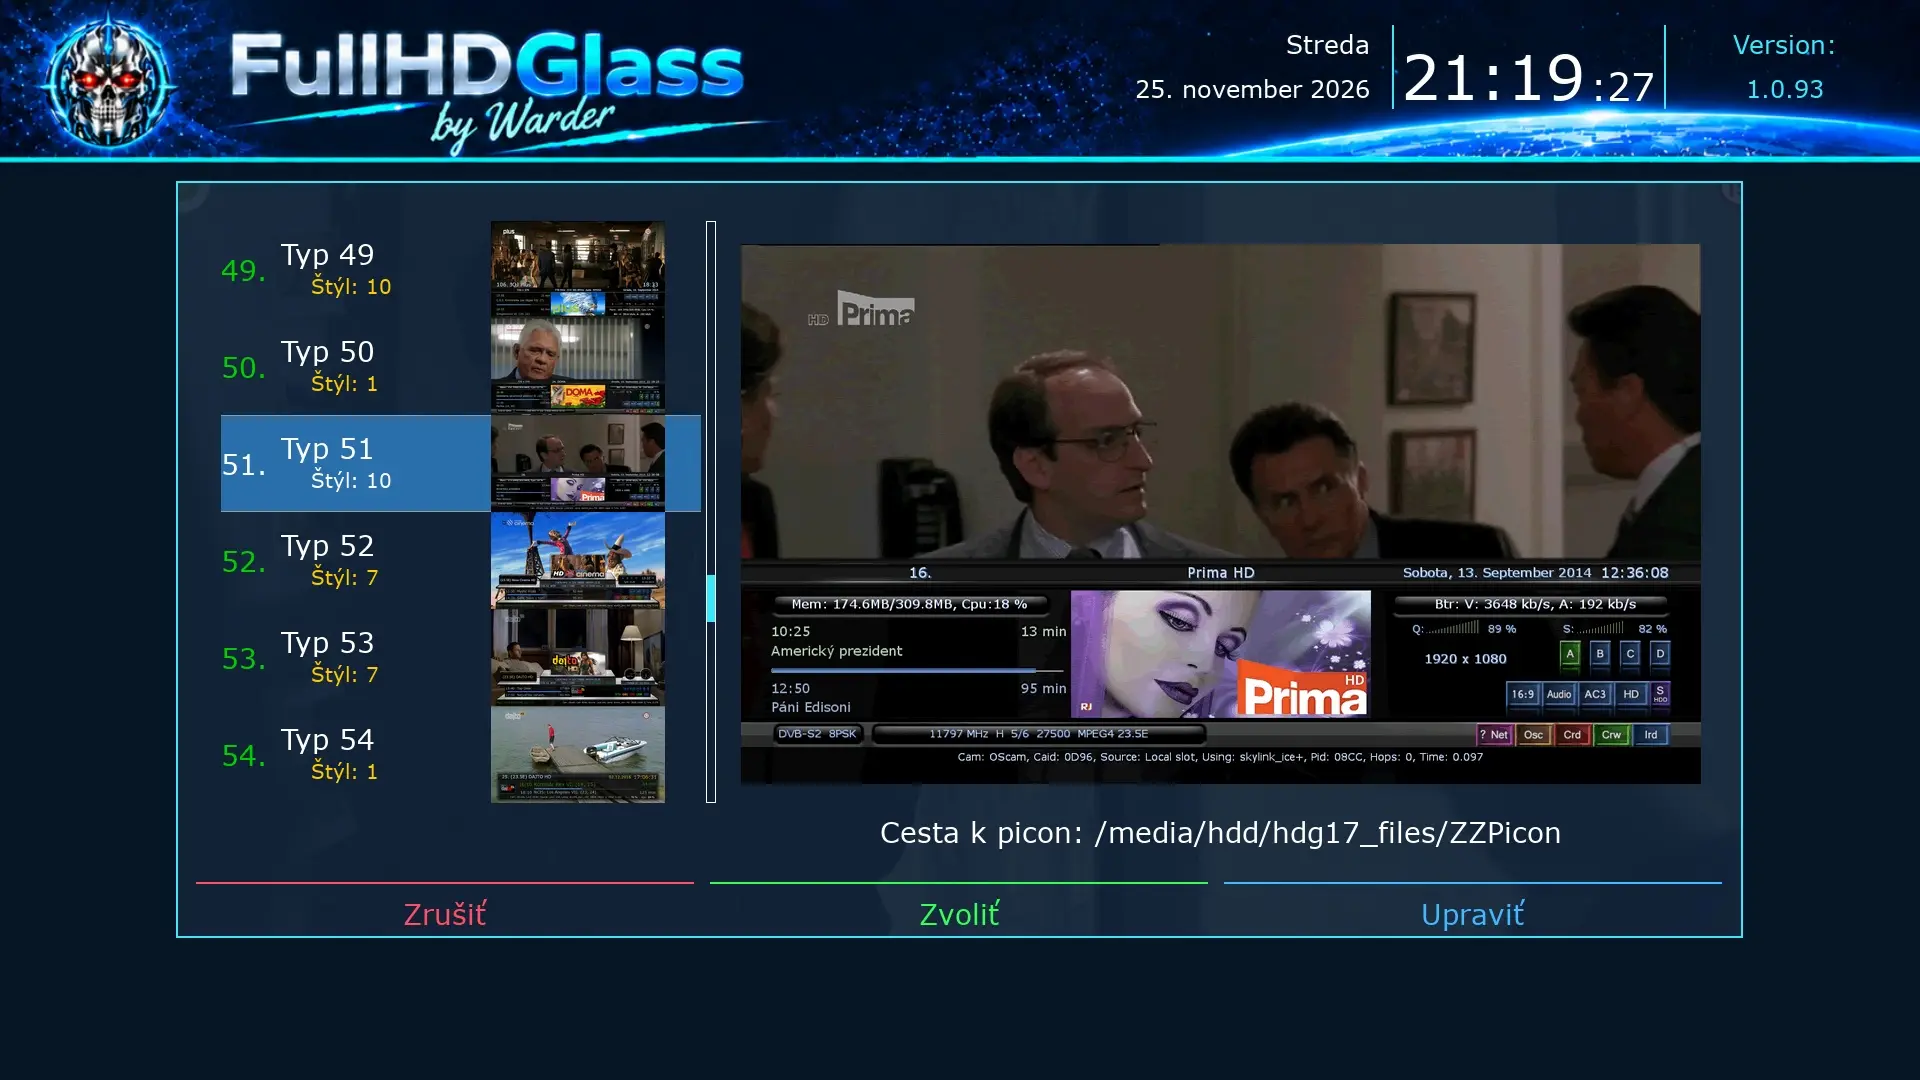 FullHDGlass
by Warder
Streda
25. november 2026
21:19:27
Version:
1.0.93
49.
Typ 49
Štýl: 10
50.
Typ 50
Štýl: 1
51.
Typ 51
Štýl: 10
52.
Typ 52
Štýl: 7
53.
Typ 53
Štýl: 7
54.
Typ 54
Štýl: 1
HD Prima
16.
Prima HD
Sobota, 13. September 2014 12:36:08
Mem: 174.6MB/309.8MB, Cpu:18 %
10:25
13 min
Americký prezident
12:50
95 min
Páni Edisoni
RJ
HD
Prima
Btr: V: 3648 kb/s, A: 192 kb/s
Q: 89 %
S: 82 %
1920 x 1080
A B C D
16:9 Audio AC3 HD S HDD
DVB-S2 8PSK
11797 MHz H 5/6 27500 MPEG4 23.5E
? Net Osc Crd Crw Ird
Cam: OScam, Caid: 0D96, Source: Local slot, Using: skylink_ice+, Pid: 08CC, Hops: 0, Time: 0.097
Cesta k picon: /media/hdd/hdg17_files/ZZPicon
Zrušiť
Zvoliť
Upraviť